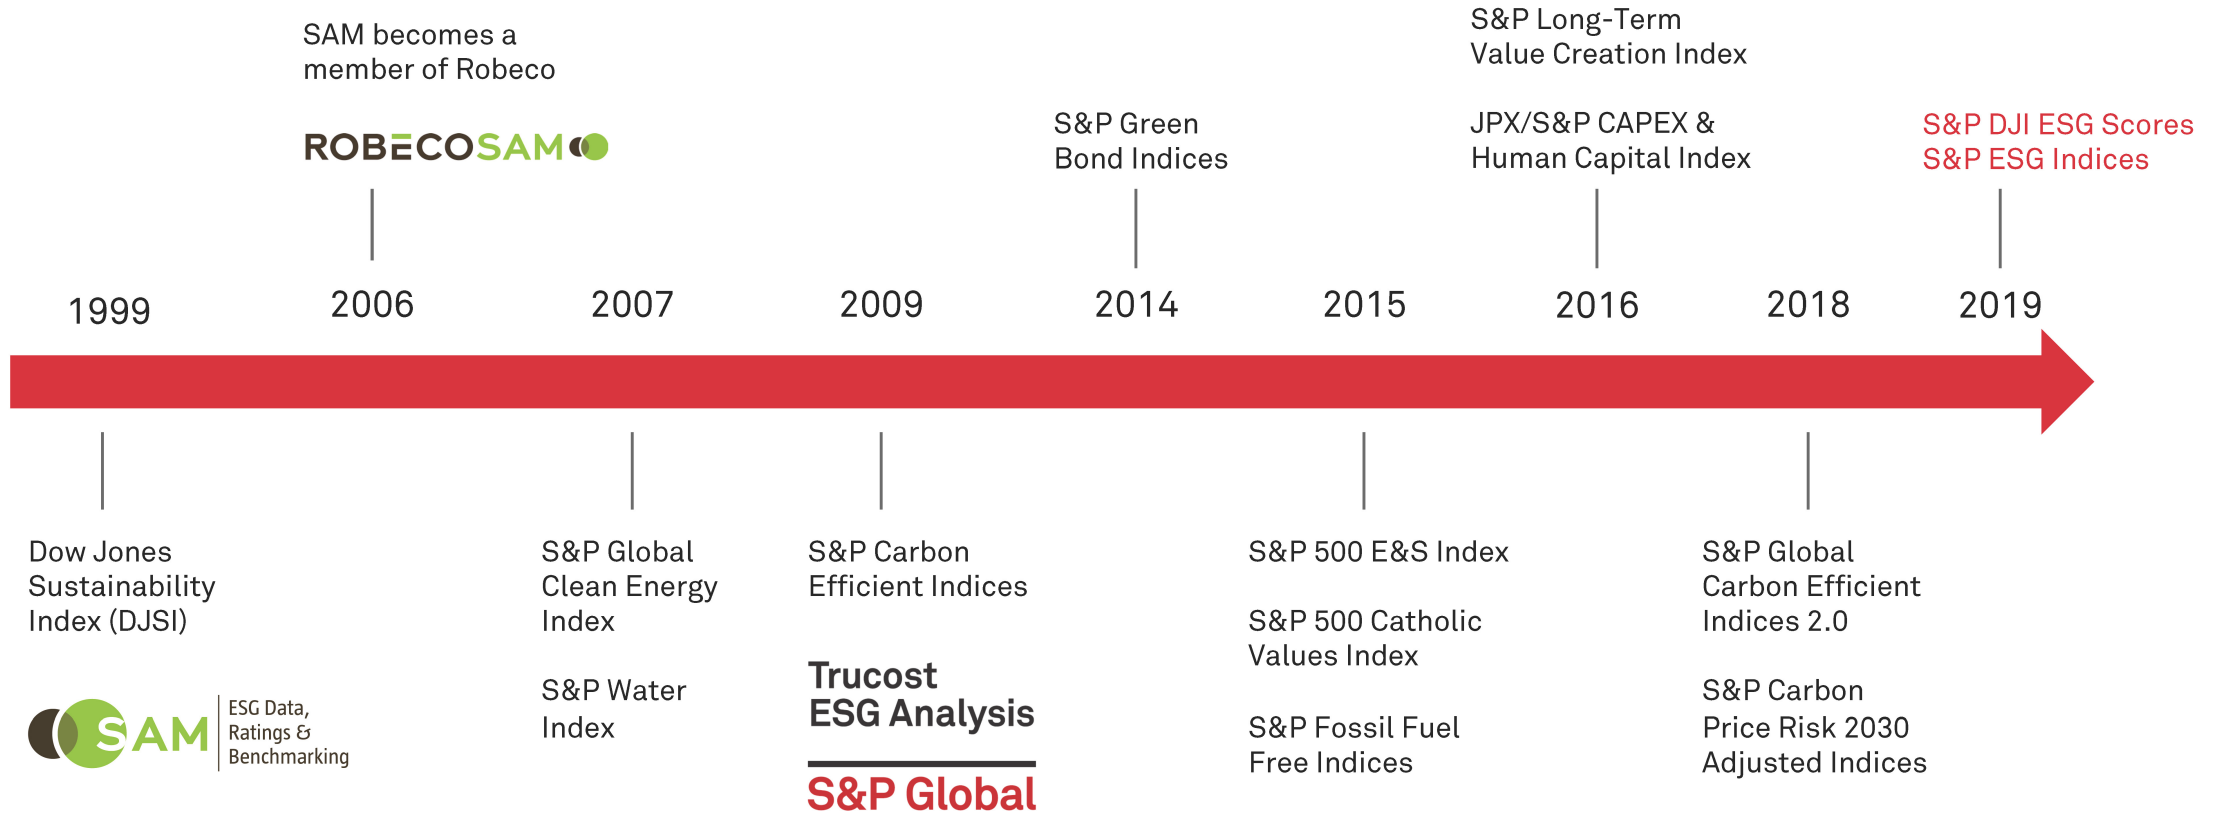 SAM becomes a
member of Robeco
ROBECOSAM
S&P Green
Bond Indices
S&P Long-Term
Value Creation Index
JPX/S&P CAPEX &
Human Capital Index
S&P DJI ESG Scores
S&P ESG Indices
1999
2006
2007
2009
2014
2015
2016
2018
2019
Dow Jones
Sustainability
Index (DJSI)
SAM
ESG Data,
Ratings &
Benchmarking
S&P Global
Clean Energy
Index
S&P Water
Index
S&P Carbon
Efficient Indices
Trucost
ESG Analysis
S&P Global
S&P 500 E&S Index
S&P 500 Catholic
Values Index
S&P Fossil Fuel
Free Indices
S&P Global
Carbon Efficient
Indices 2.0
S&P Carbon
Price Risk 2030
Adjusted Indices